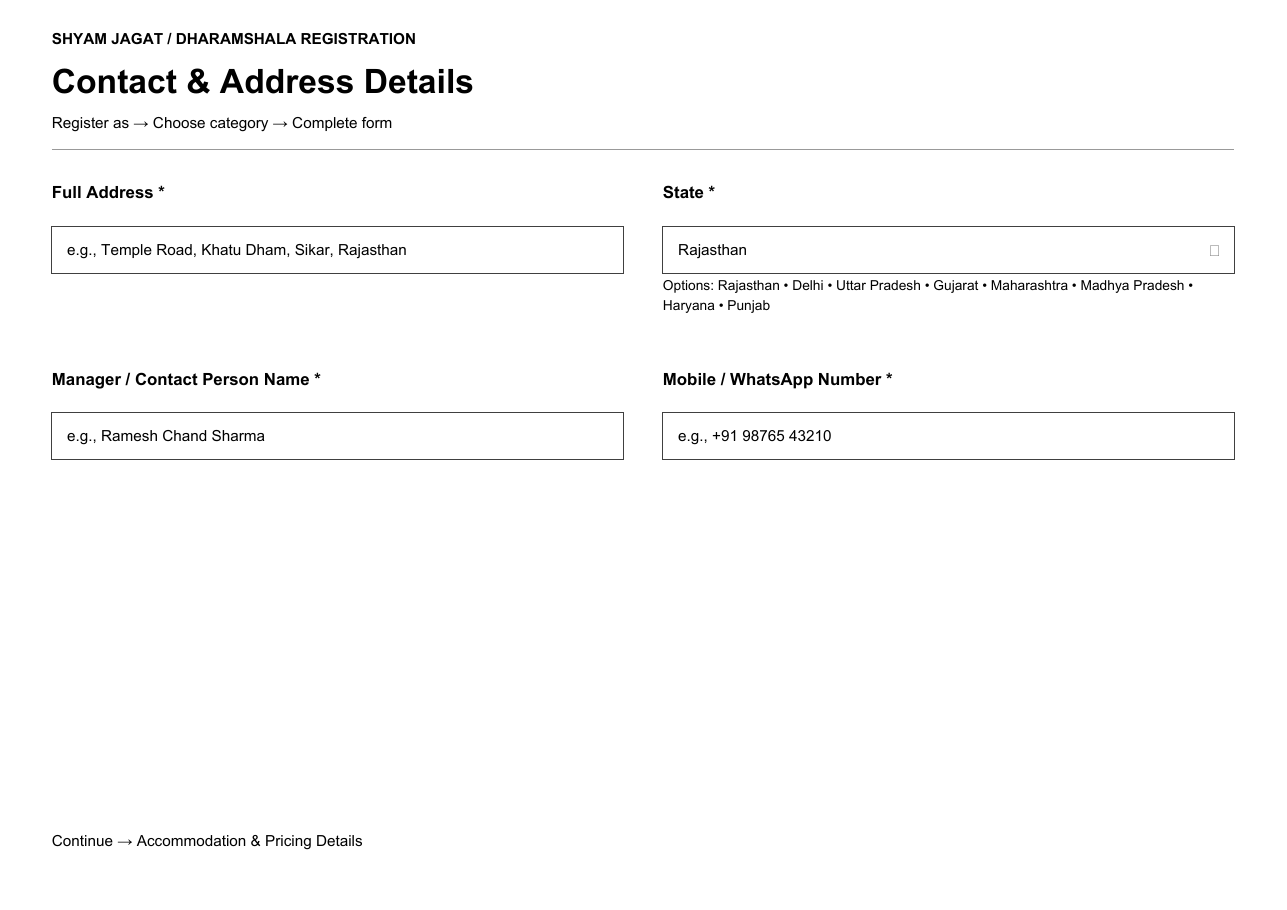 SHYAM JAGAT / DHARAMSHALA REGISTRATION
Contact & Address Details
Register as → Choose category → Complete form
Full Address *
e.g., Temple Road, Khatu Dham, Sikar, Rajasthan
State *
Rajasthan
Options: Rajasthan • Delhi • Uttar Pradesh • Gujarat • Maharashtra • Madhya Pradesh •
Haryana • Punjab
Manager / Contact Person Name *
e.g., Ramesh Chand Sharma
Mobile / WhatsApp Number *
e.g., +91 98765 43210
Continue → Accommodation & Pricing Details